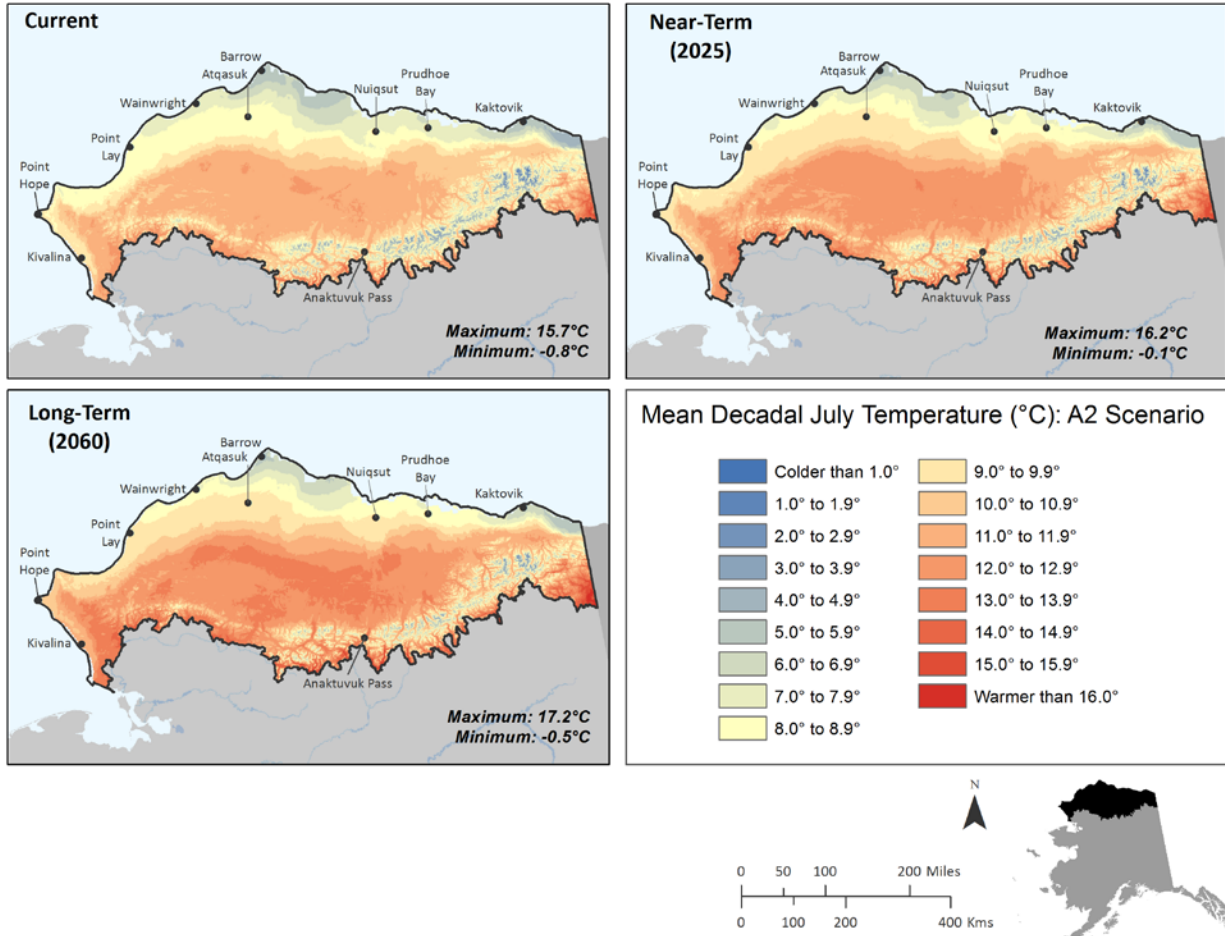 Current
Barrow
Atqasuk
Wainwright
Nuiqsut
Prudhoe
Bay
Kaktovik
Point
Lay
Point
Hope
Kivalina
Anaktuvuk Pass
Maximum: 15.7°C
Minimum: -0.8°C
Near-Term
(2025)
Barrow
Atqasuk
Wainwright
Nuiqsut
Prudhoe
Bay
Kaktovik
Point
Lay
Point
Hope
Kivalina
Anaktuvuk Pass
Maximum: 16.2°C
Minimum: -0.1°C
Long-Term
(2060)
Barrow
Atqasuk
Wainwright
Nuiqsut
Prudhoe
Bay
Kaktovik
Point
Lay
Point
Hope
Kivalina
Anaktuvuk Pass
Maximum: 17.2°C
Minimum: -0.5°C
Mean Decadal July Temperature (°C): A2 Scenario
Colder than 1.0°
1.0° to 1.9°
2.0° to 2.9°
3.0° to 3.9°
4.0° to 4.9°
5.0° to 5.9°
6.0° to 6.9°
7.0° to 7.9°
8.0° to 8.9°
9.0° to 9.9°
10.0° to 10.9°
11.0° to 11.9°
12.0° to 12.9°
13.0° to 13.9°
14.0° to 14.9°
15.0° to 15.9°
Warmer than 16.0°
N
0 50 100 200 Miles
0 100 200 400 Kms